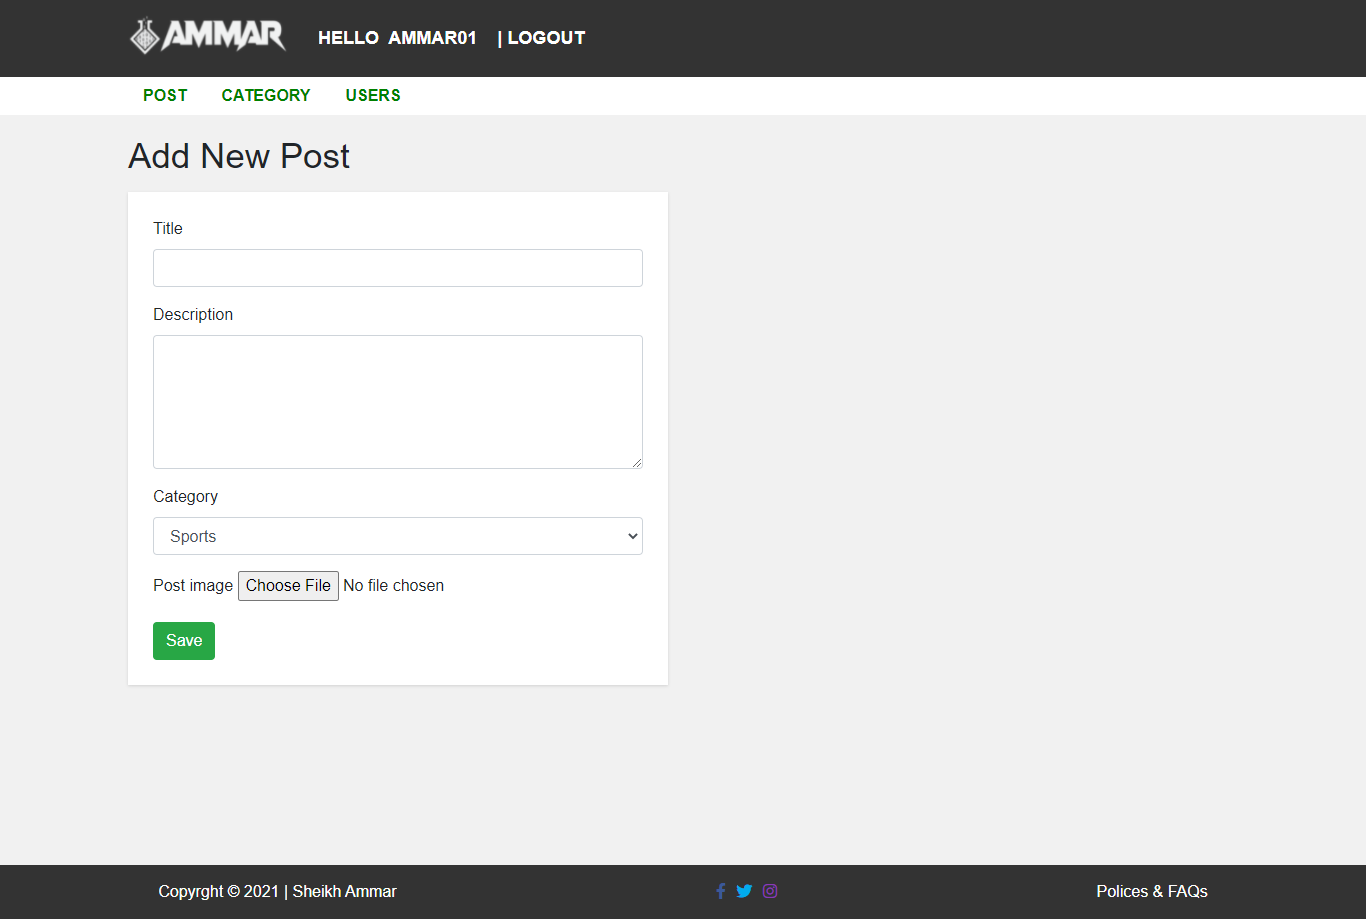 AMMAR HELLO AMMAR01 | LOGOUT
POST CATEGORY USERS
Add New Post
Title
Description
Category
Sports
Post image Choose File No file chosen
Save
Copyrght © 2021 | Sheikh Ammar Polices & FAQs